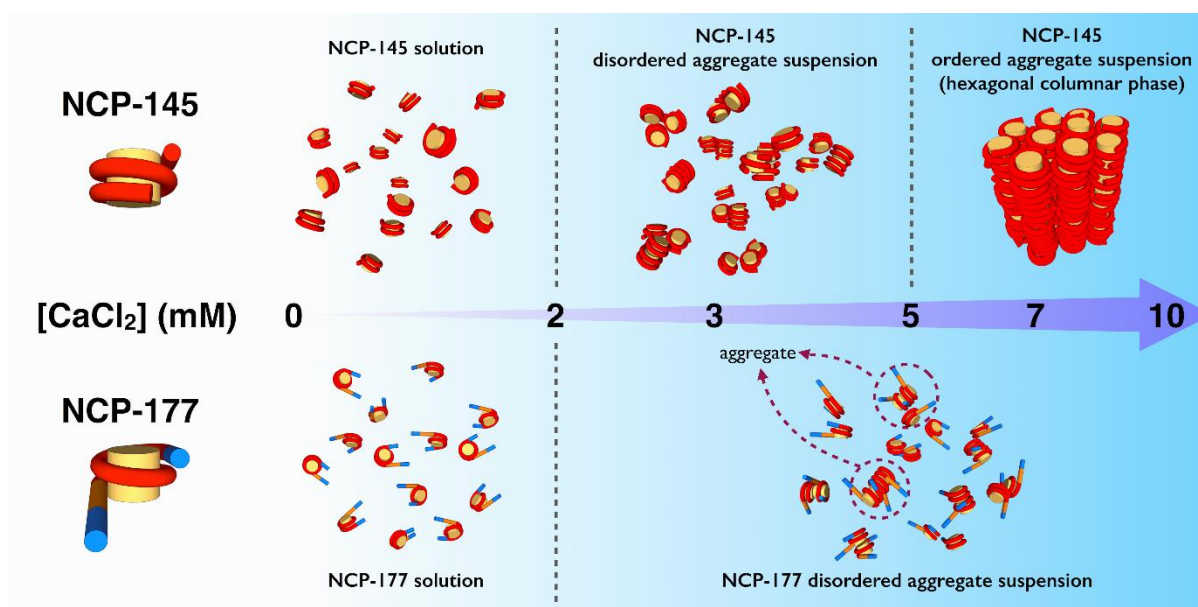 NCP-145
NCP-145 solution
NCP-145
disordered aggregate suspension
NCP-145
ordered aggregate suspension
(hexagonal columnar phase)
[CaCl₂] (mM)
0
2
3
5
7
10
NCP-177
aggregate
NCP-177 solution
NCP-177 disordered aggregate suspension